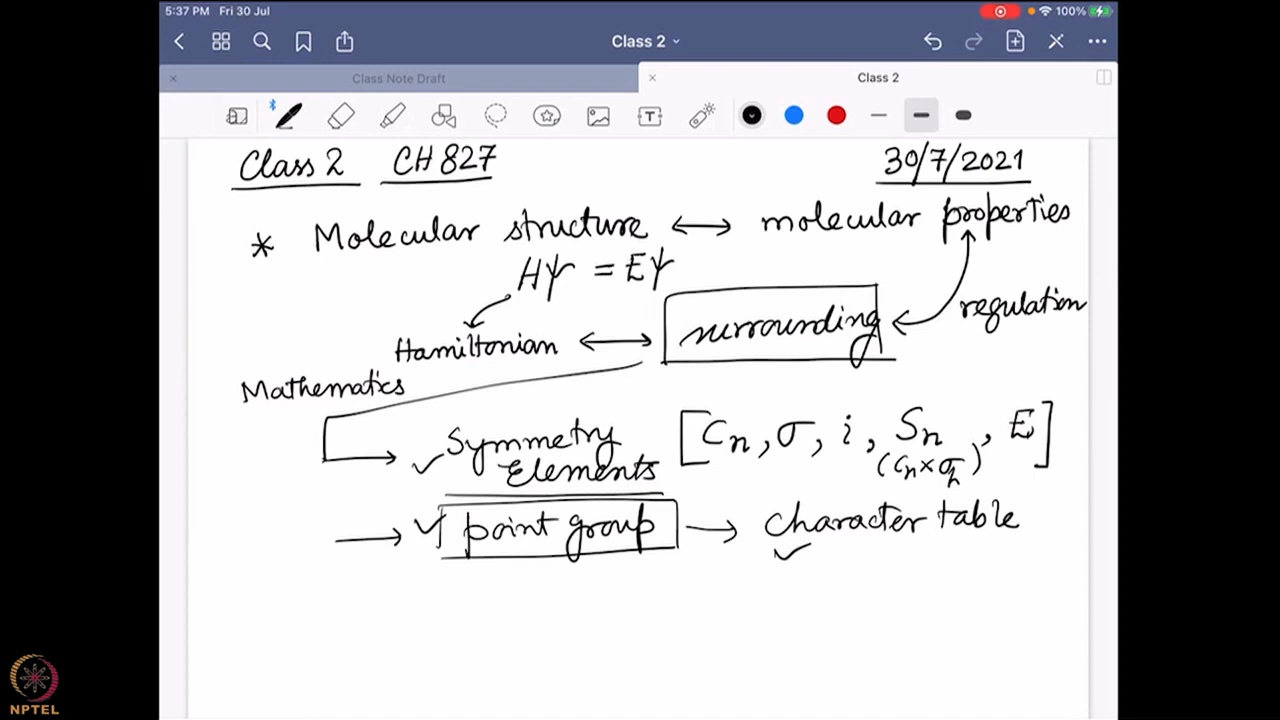 5:37 PM Fri 30 Jul 100%
Class 2
Class Note Draft Class 2
T
Class 2 CH 827 30/7/2021
* Molecular structure ↔ molecular properties
Hψ = Eψ
regulation
Hamiltonian ↔ surrounding
Mathematics
→ ✓ Symmetry Elements [Cn, σ, i, Sn (Cn×σh), E]
→ ✓ point group → character table ✓
NPTEL